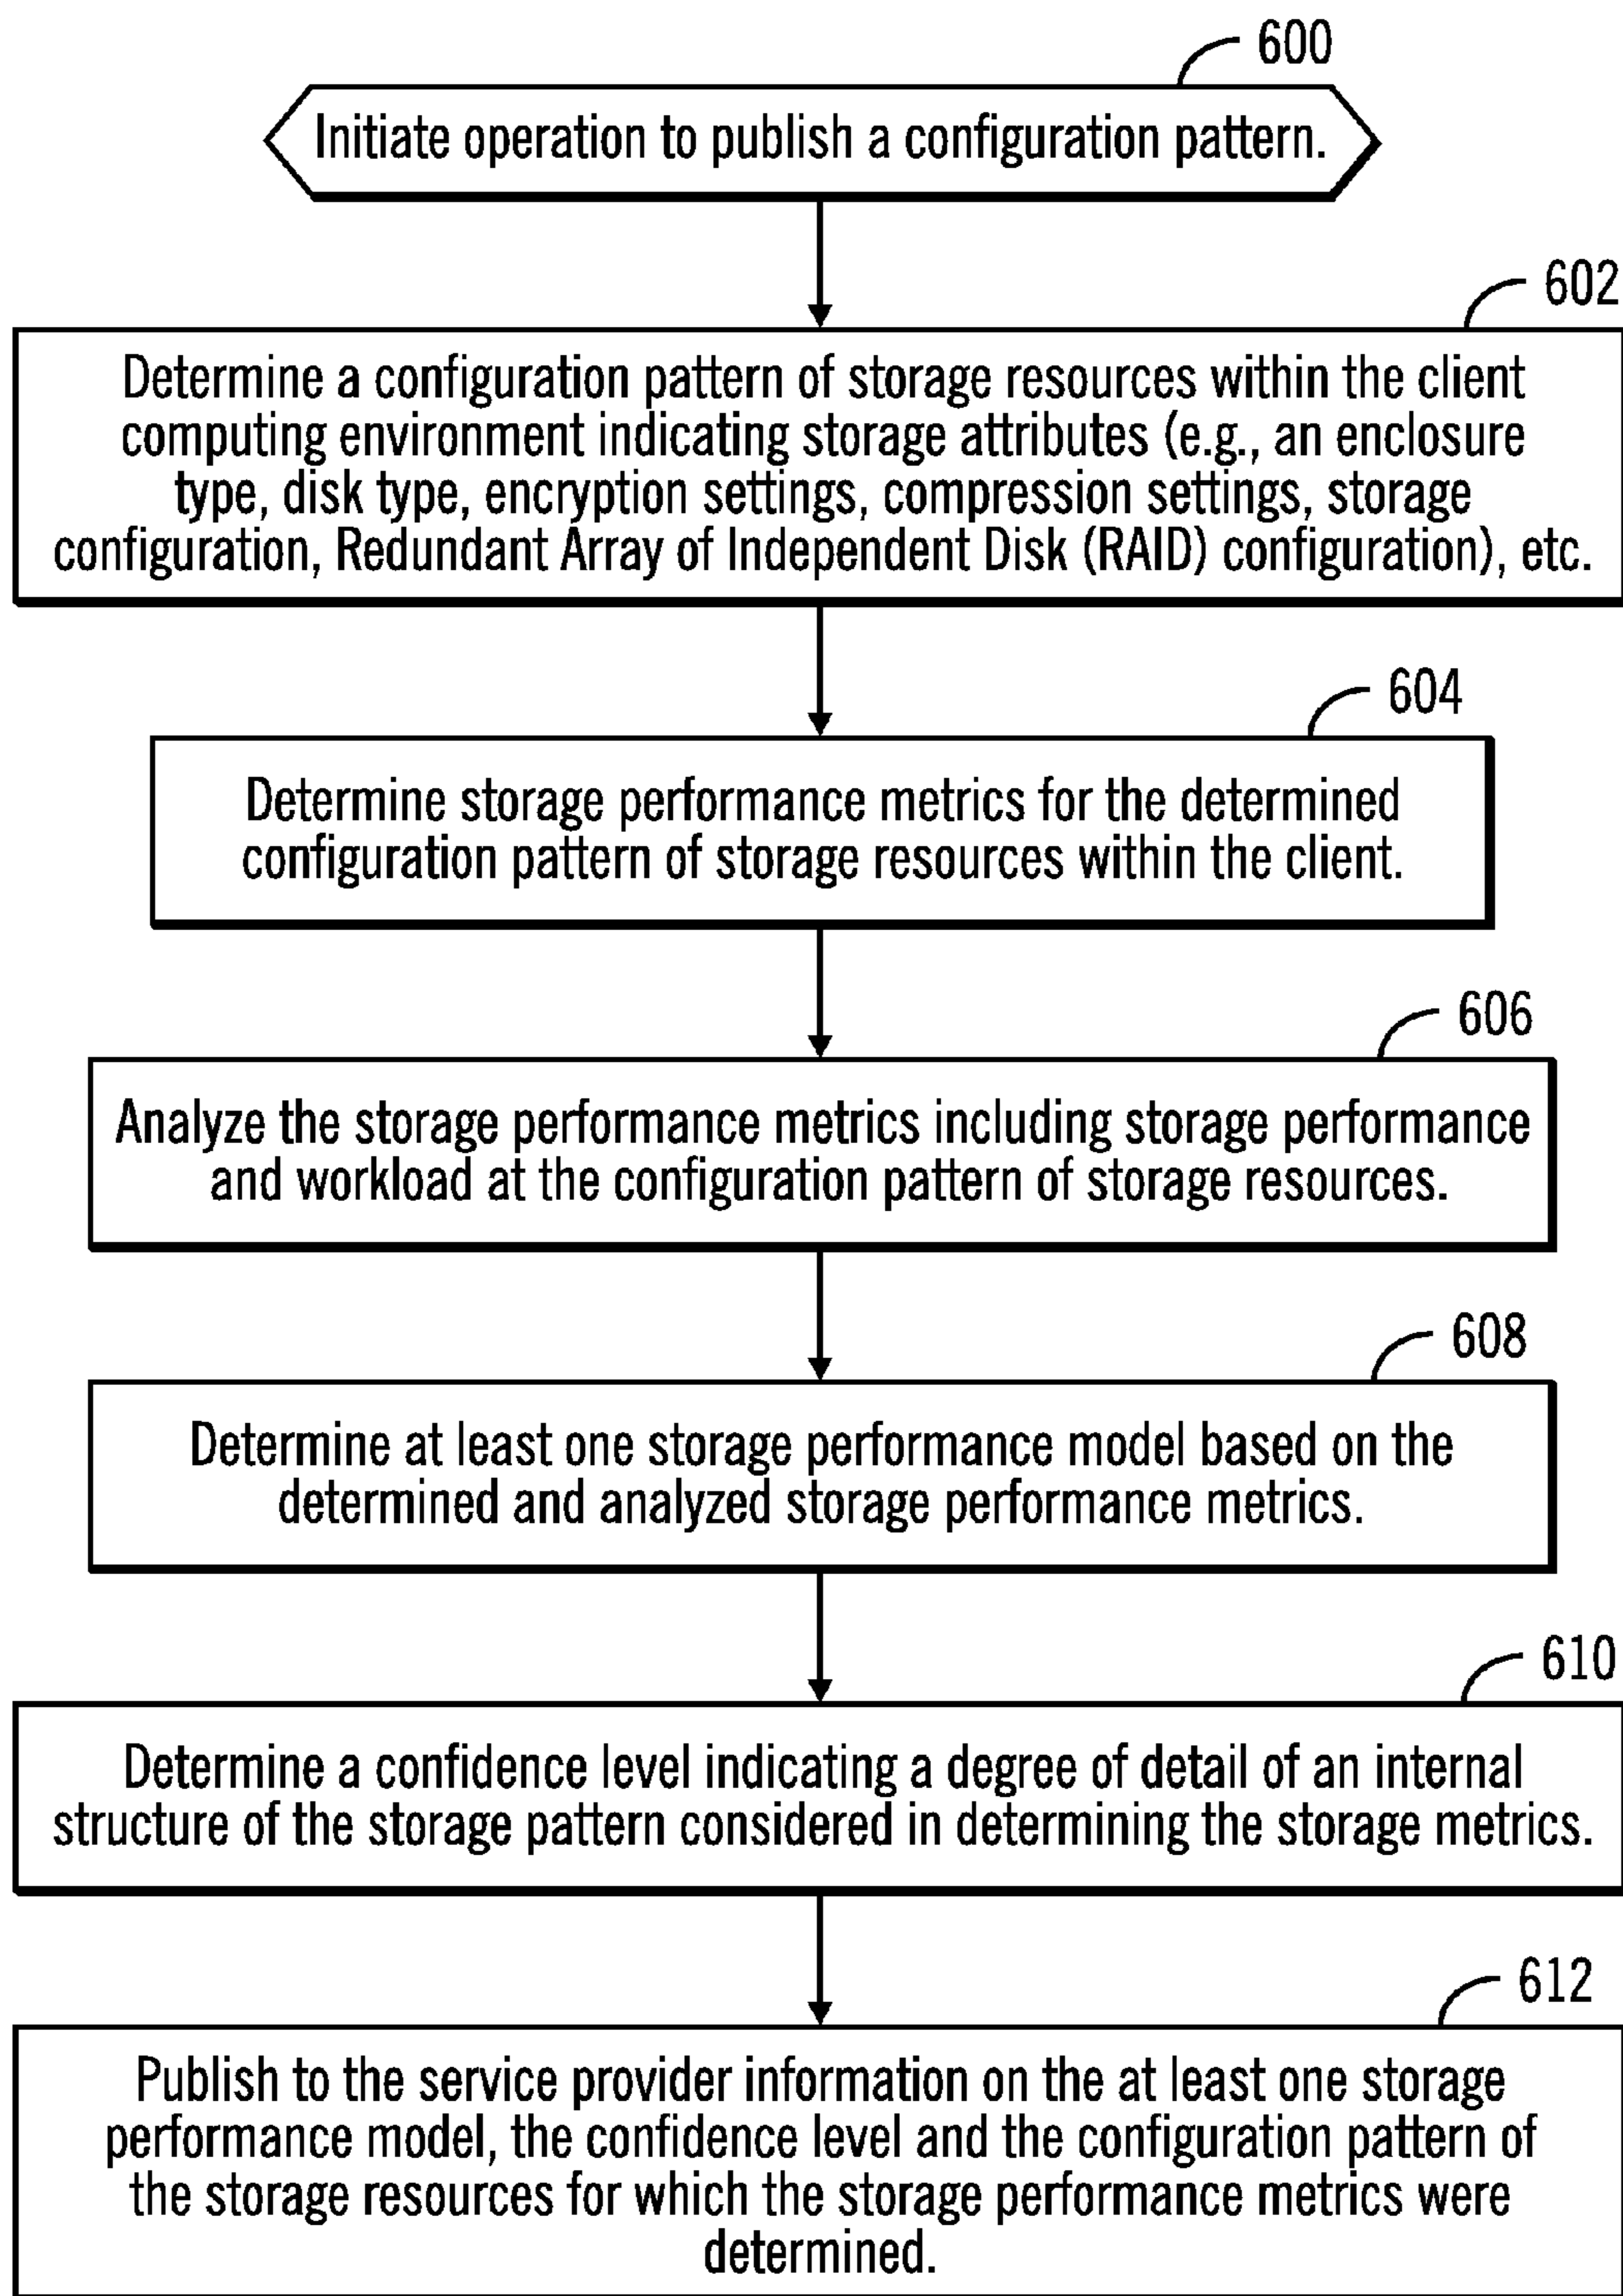 600
Initiate operation to publish a configuration pattern.
602
Determine a configuration pattern of storage resources within the client
computing environment indicating storage attributes (e.g., an enclosure
type, disk type, encryption settings, compression settings, storage
configuration, Redundant Array of Independent Disk (RAID) configuration), etc.
604
Determine storage performance metrics for the determined
configuration pattern of storage resources within the client.
606
Analyze the storage performance metrics including storage performance
and workload at the configuration pattern of storage resources.
608
Determine at least one storage performance model based on the
determined and analyzed storage performance metrics.
610
Determine a confidence level indicating a degree of detail of an internal
structure of the storage pattern considered in determining the storage metrics.
612
Publish to the service provider information on the at least one storage
performance model, the confidence level and the configuration pattern of
the storage resources for which the storage performance metrics were
determined.